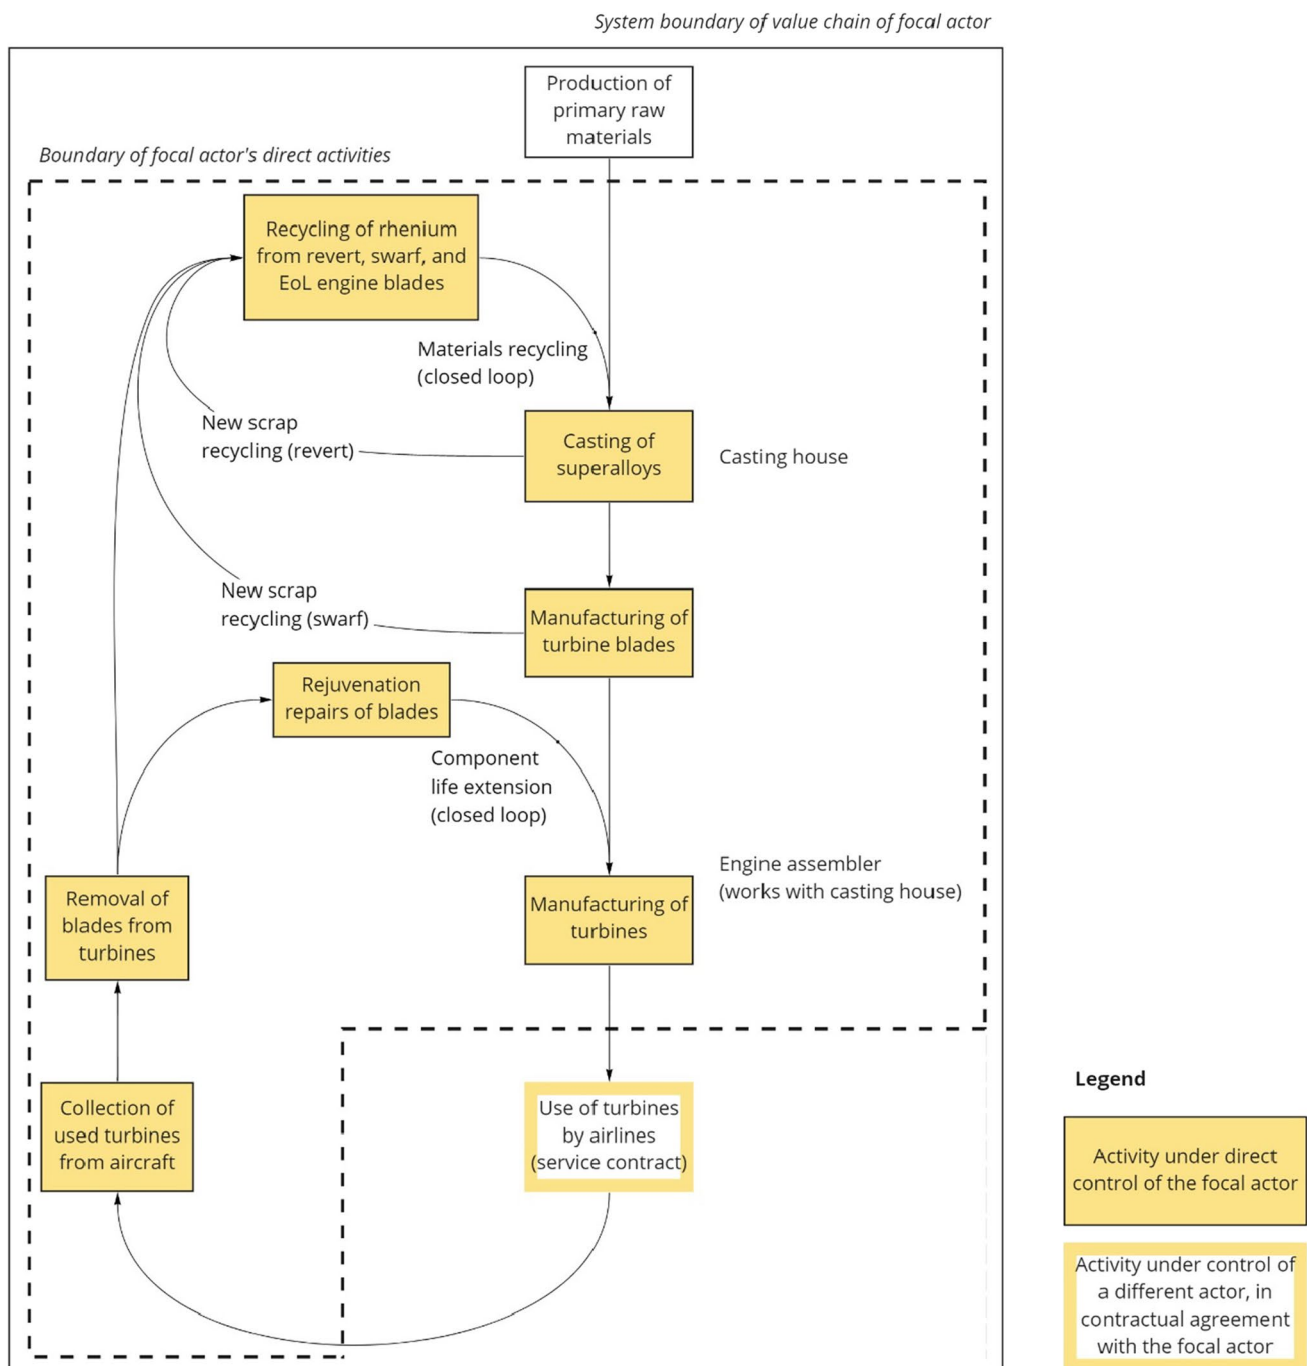 System boundary of value chain of focal actor
Production of
primary raw
materials
Boundary of focal actor's direct activities
Recycling of rhenium
from revert, swarf, and
EoL engine blades
Materials recycling
(closed loop)
New scrap
recycling (revert)
Casting of
superalloys
Casting house
New scrap
recycling (swarf)
Manufacturing of
turbine blades
Rejuvenation
repairs of blades
Component
life extension
(closed loop)
Engine assembler
(works with casting house)
Removal of
blades from
turbines
Manufacturing of
turbines
Collection of
used turbines
from aircraft
Use of turbines
by airlines
(service contract)
Legend
Activity under direct
control of the focal actor
Activity under control of
a different actor, in
contractual agreement
with the focal actor